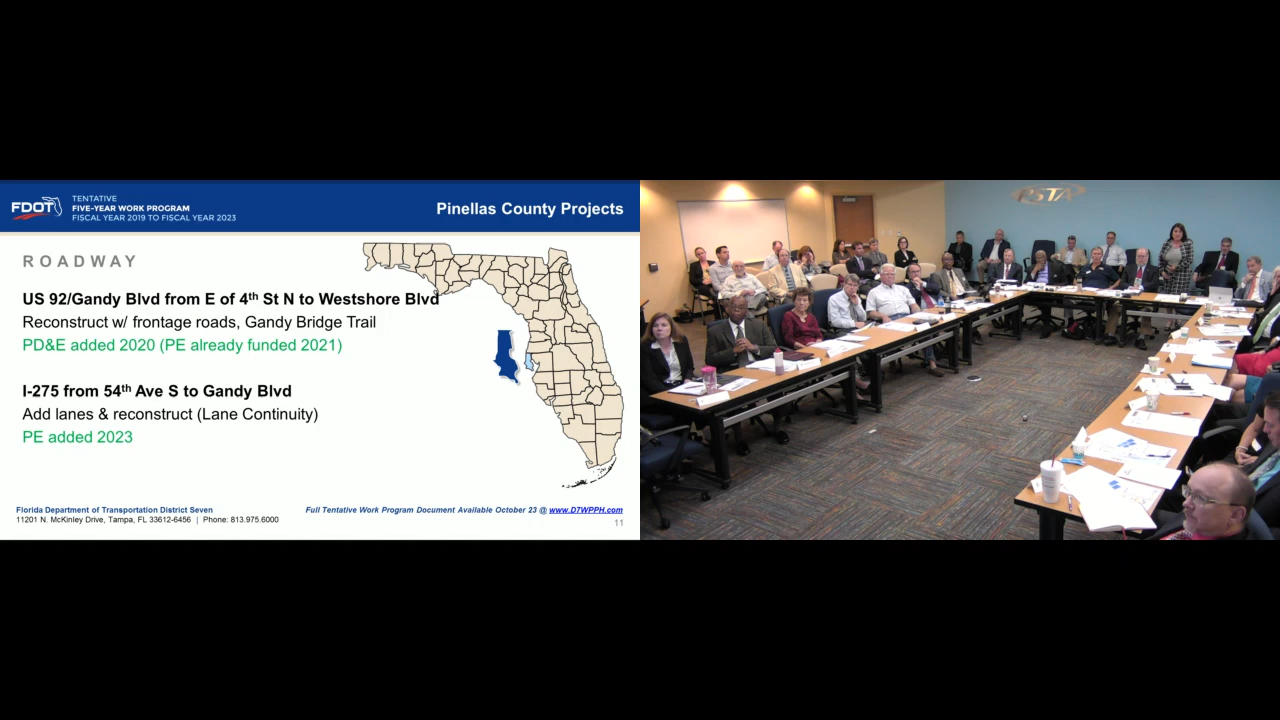 FDOT
TENTATIVE
FIVE-YEAR WORK PROGRAM
FISCAL YEAR 2019 TO FISCAL YEAR 2023
Pinellas County Projects
ROADWAY
US 92/Gandy Blvd from E of 4th St N to Westshore Blvd
Reconstruct w/ frontage roads, Gandy Bridge Trail
PD&E added 2020 (PE already funded 2021)
I-275 from 54th Ave S to Gandy Blvd
Add lanes & reconstruct (Lane Continuity)
PE added 2023
Florida Department of Transportation District Seven
11201 N. McKinley Drive, Tampa, FL 33612-6456 | Phone: 813.975.6000
Full Tentative Work Program Document Available October 23 @ www.D7WPPH.com
11
PSTA